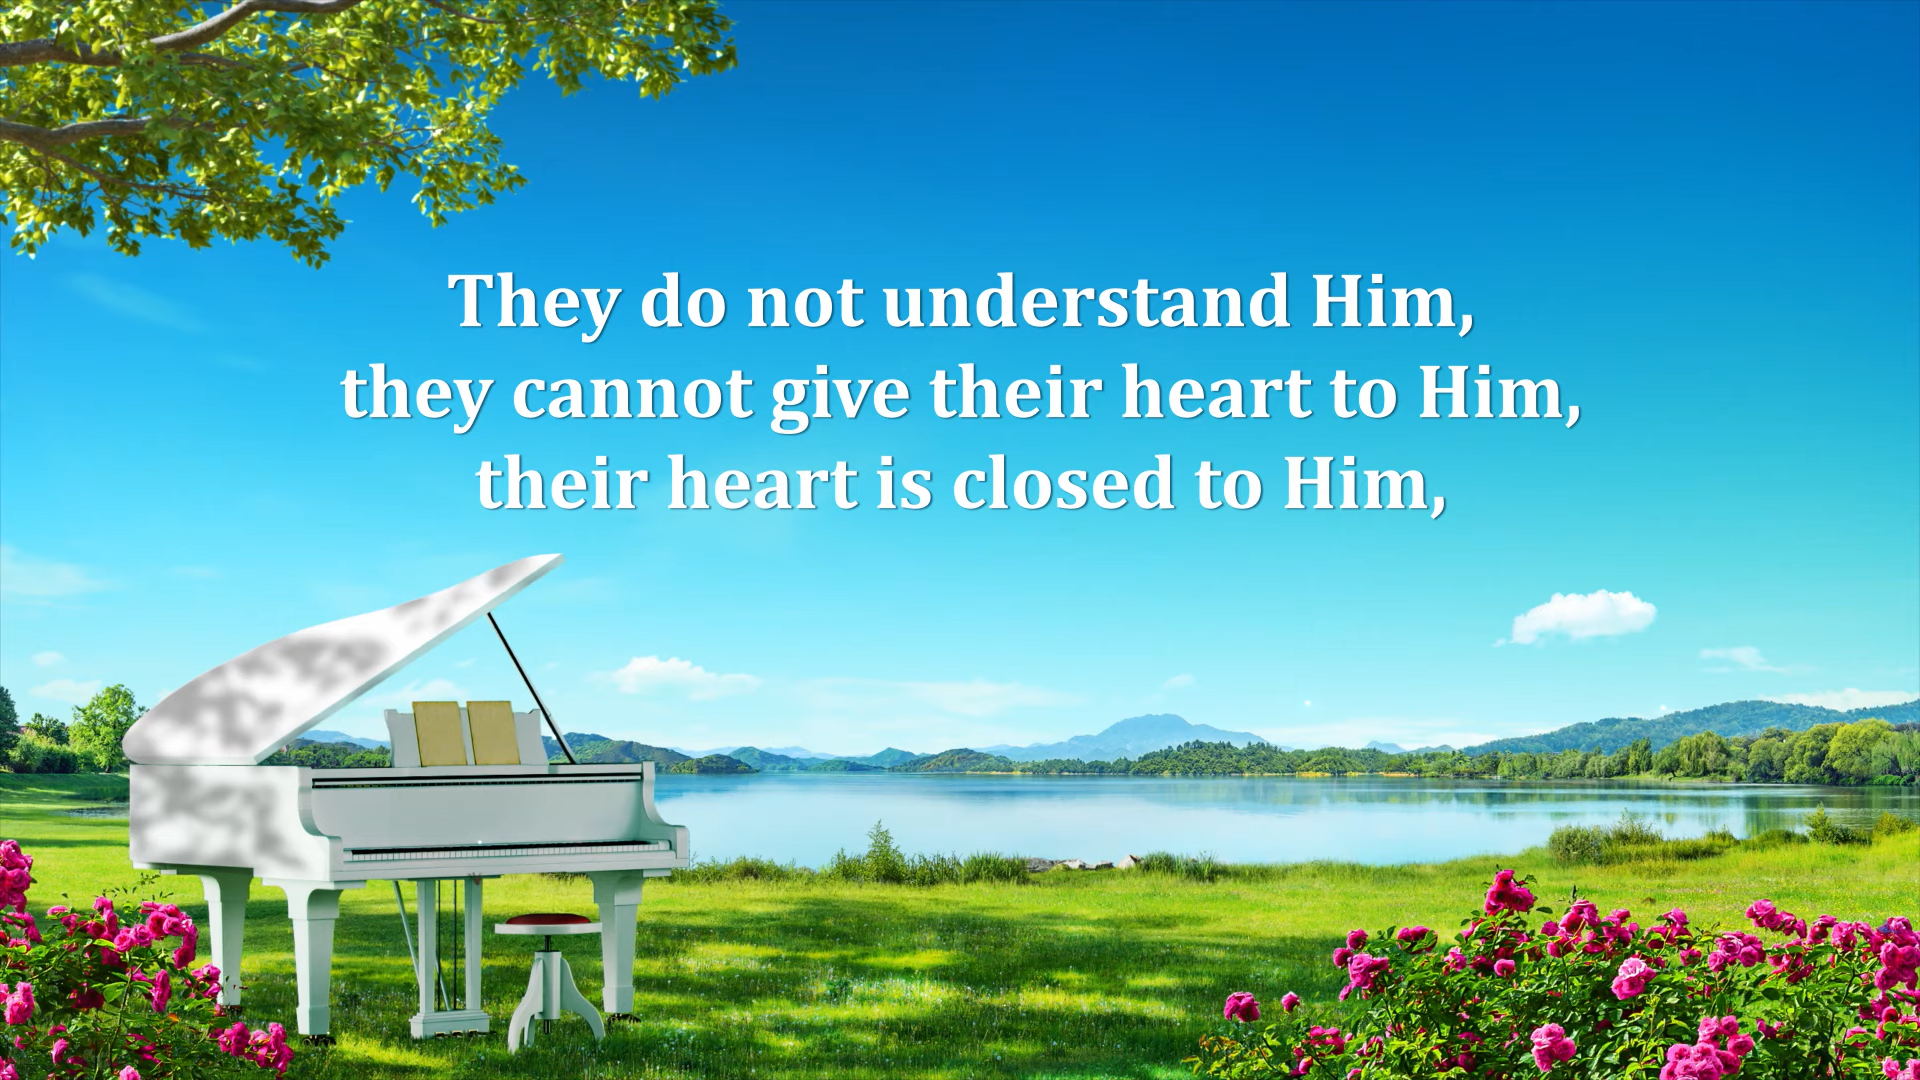 They do not understand Him,
they cannot give their heart to Him,
their heart is closed to Him,